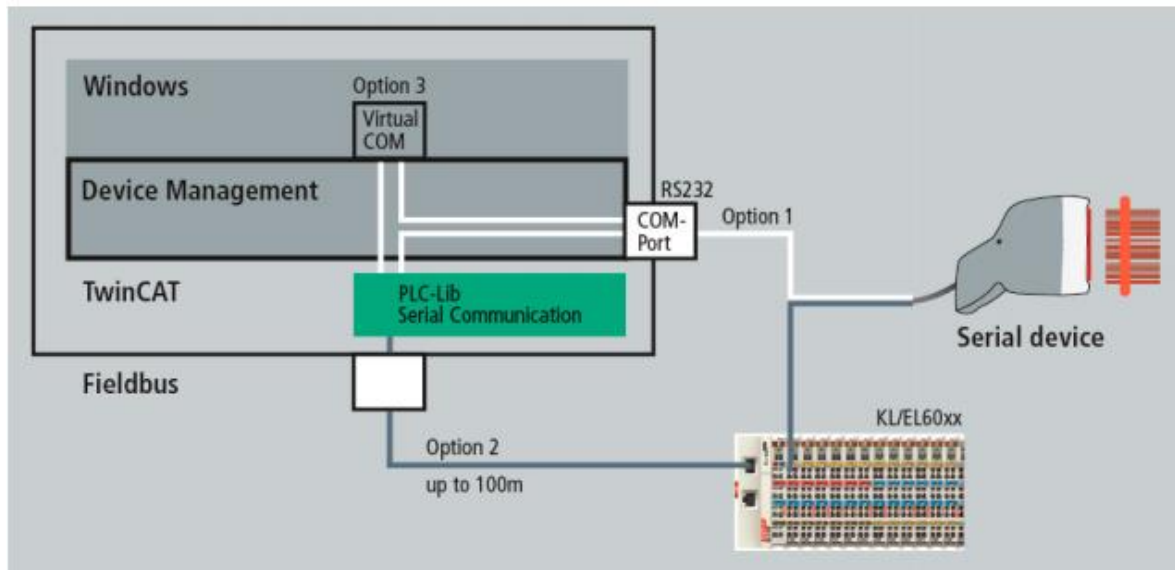 Windows
Option 3
Virtual
COM
Device Management
RS232
COM-
Port
Option 1
TwinCAT
PLC-Lib
Serial Communication
Serial device
Fieldbus
KL/EL60xx
Option 2
up to 100m